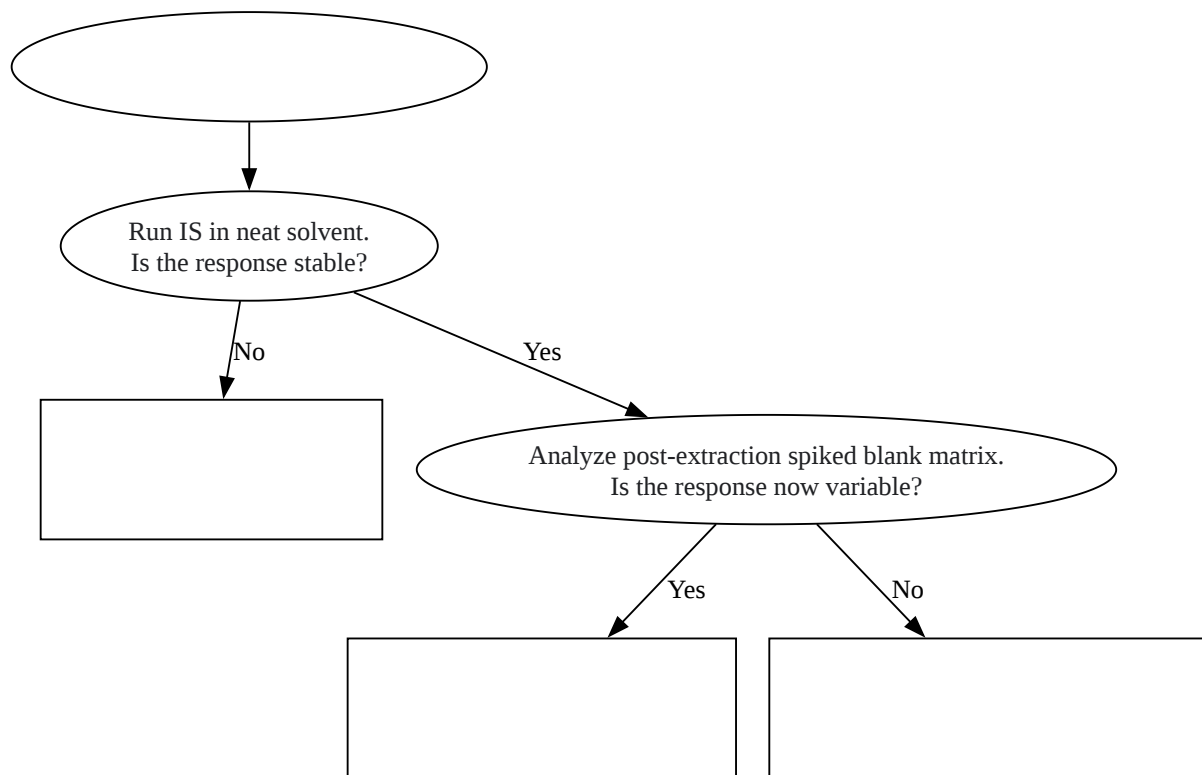 Run IS in neat solvent.
Is the response stable?
No
Yes
Analyze post-extraction spiked blank matrix.
Is the response now variable?
Yes
No